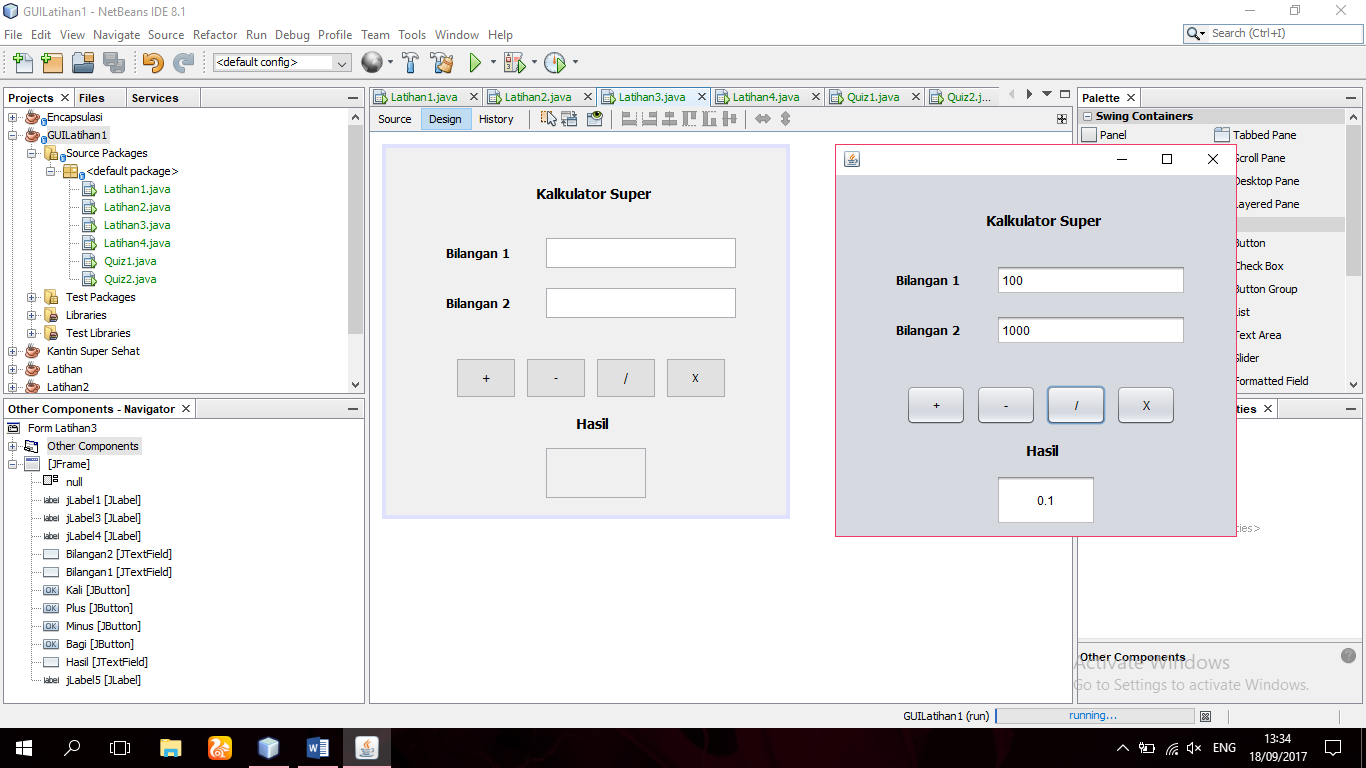 GUILatihan1 - NetBeans IDE 8.1
File Edit View Navigate Source Refactor Run Debug Profile Team Tools Window Help
Search (Ctrl+I)
<default config>
Projects Files Services
Encapsulasi
GUILatihan1
Source Packages
<default package>
Latihan1.java
Latihan2.java
Latihan3.java
Latihan4.java
Quiz1.java
Quiz2.java
Test Packages
Libraries
Test Libraries
Kantin Super Sehat
Latihan
Latihan2
Other Components - Navigator
Form Latihan3
Other Components
[JFrame]
null
label jLabel1 [JLabel]
label jLabel3 [JLabel]
label jLabel4 [JLabel]
Bilangan2 [JTextField]
Bilangan1 [JTextField]
OK Kali [JButton]
OK Plus [JButton]
OK Minus [JButton]
OK Bagi [JButton]
Hasil [JTextField]
label jLabel5 [JLabel]
Latihan1.java Latihan2.java Latihan3.java Latihan4.java Quiz1.java Quiz2.j...
Source Design History
Kalkulator Super
Bilangan 1
Bilangan 2
+ - / X
Hasil
Kalkulator Super
Bilangan 1 100
Bilangan 2 1000
+ - / X
Hasil
0.1
Palette
Swing Containers
Panel Tabbed Pane
Scroll Pane
Desktop Pane
Layered Pane
Button
Check Box
Button Group
List
Text Area
Slider
Formatted Field
ties
ties>
Other Components
Activate Windows
Go to Settings to activate Windows.
GUILatihan1 (run) running...
ENG
13:34
18/09/2017